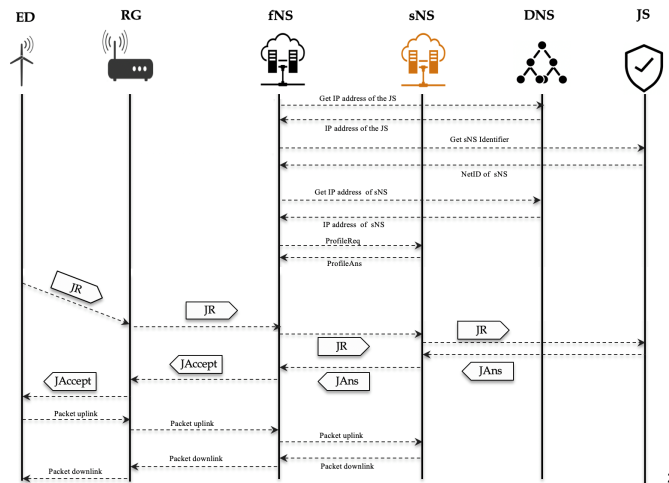 ED RG fNS sNS DNS JS
Get IP address of the JS
IP address of the JS
Get sNS Identifier
NetID of sNS
Get IP address of sNS
IP address of sNS
ProfileReq
ProfileAns
JR
JR
JR
JR
JAccept
JAccept
JAns
JAns
Packet uplink
Packet uplink
Packet uplink
Packet downlink
Packet downlink
Packet downlink